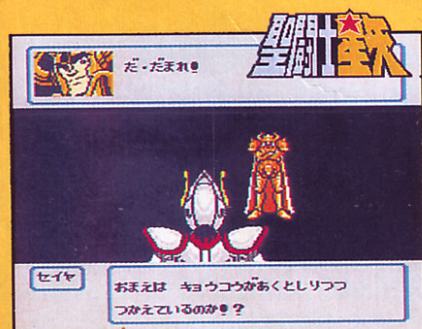 聖闘士星矢
だ・だまれ!
セイヤ
おまえは キョウコウがあくとしりつつ
つかえているのか!?